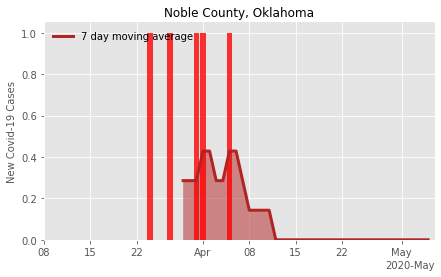 Noble County, Oklahoma
7 day moving average
New Covid-19 Cases
1.0
0.8
0.6
0.4
0.2
0.0
08 15 22 Apr 08 15 22 May
2020-May